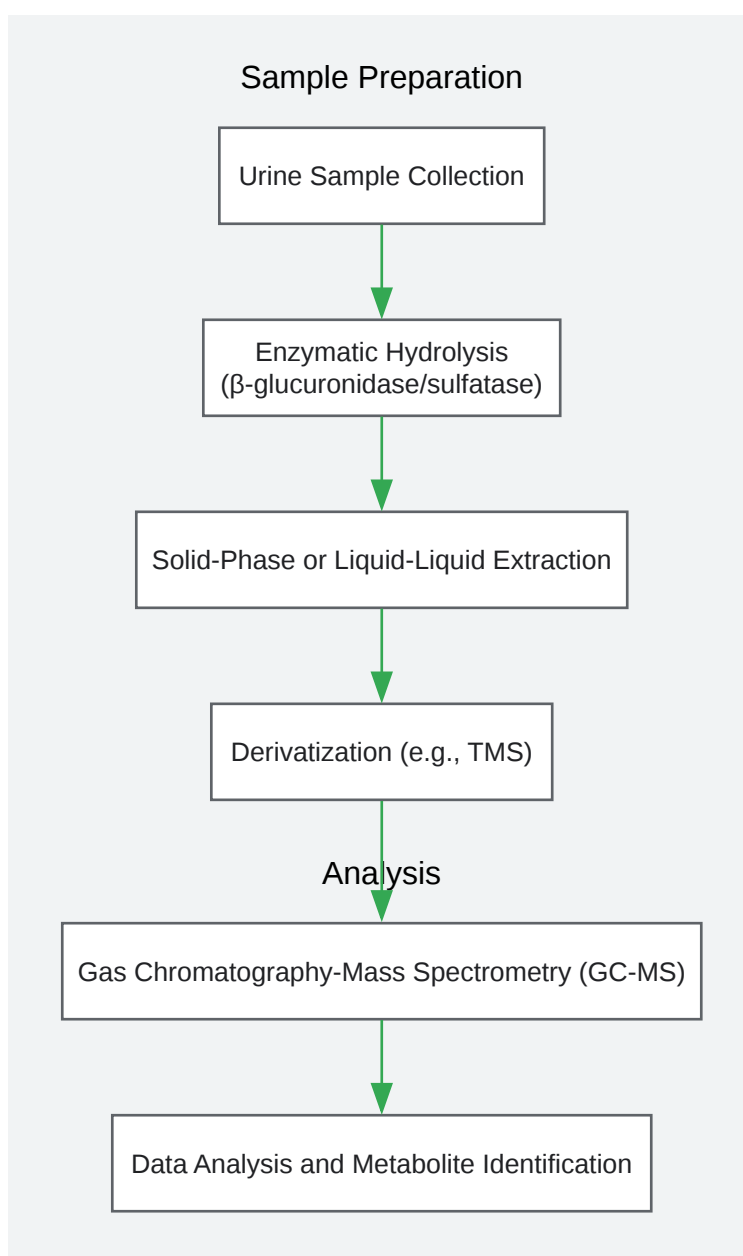 Sample Preparation
Urine Sample Collection
Enzymatic Hydrolysis
(β-glucuronidase/sulfatase)
Solid-Phase or Liquid-Liquid Extraction
Derivatization (e.g., TMS)
Analysis
Gas Chromatography-Mass Spectrometry (GC-MS)
Data Analysis and Metabolite Identification